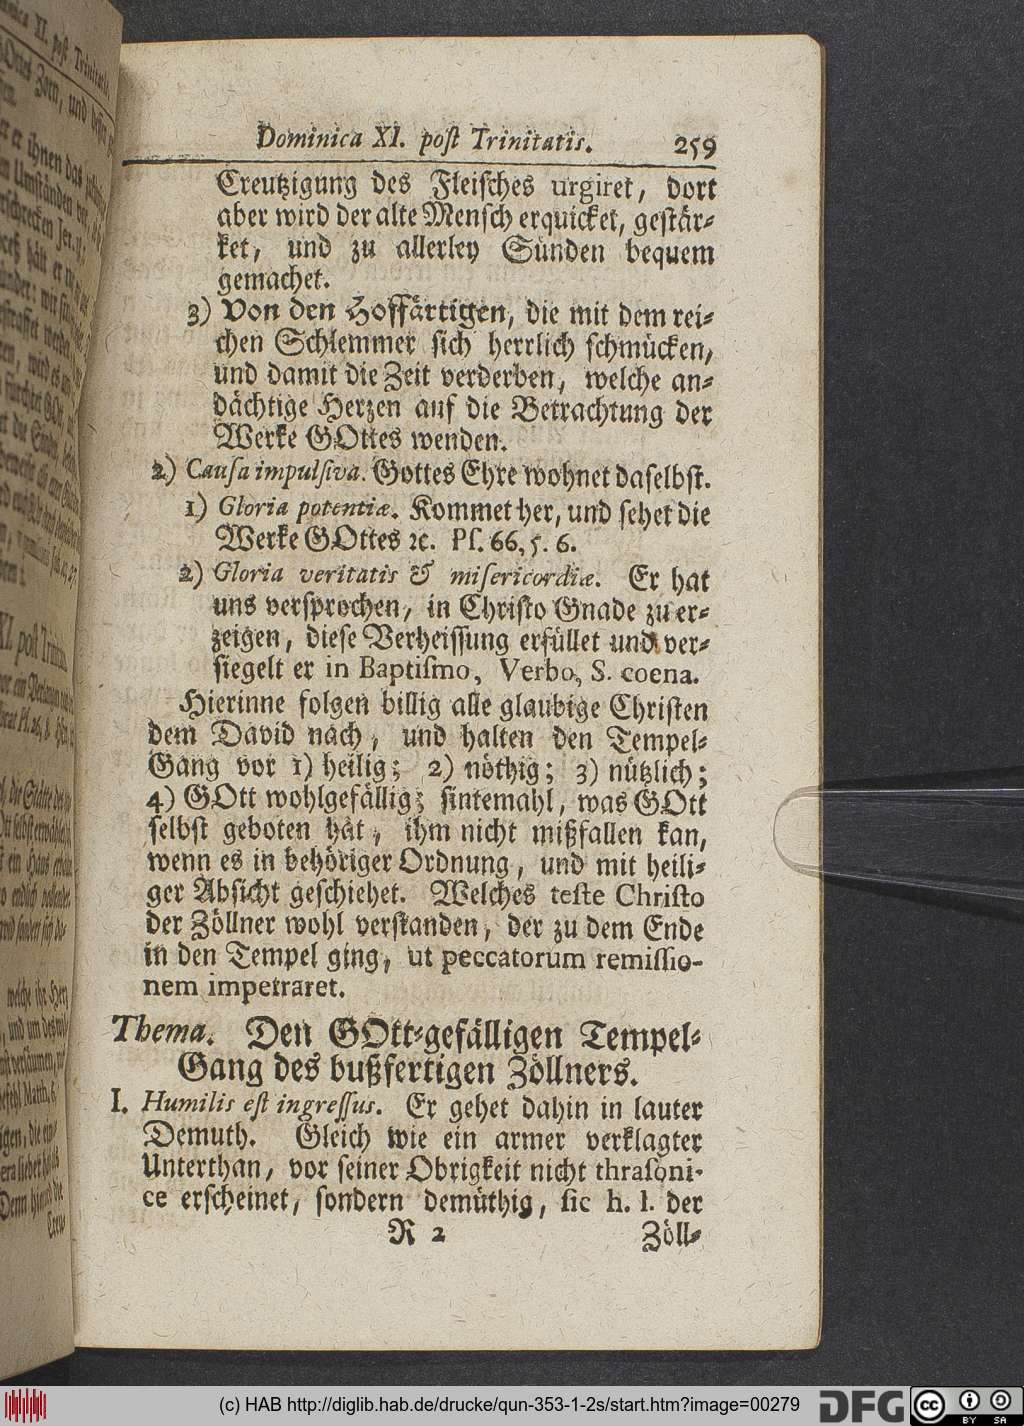 Dominica XI. poſt Trinitatis. 259
Creutzigung des Fleiſches urgiret, dort
aber wird der alte Menſch erquicket, geſtär-
ket, und zu allerley Sünden bequem
gemachet.
3) Von den Hoffärtigen, die mit dem rei-
chen Schlemmer ſich herrlich ſchmücken,
und damit die Zeit verderben, welche an-
dächtige Herzen auf die Betrachtung der
Werke GOttes wenden.
2) Cauſa impulſiva. Gottes Ehre wohnet daſelbſt.
1) Gloria potentiæ. Kommet her, und ſehet die
Werke GOttes ꝛc. Pſ. 66, 5. 6.
2) Gloria veritatis & miſericordiæ. Er hat
uns verſprochen, in Chriſto Gnade zu er-
zeigen, dieſe Verheiſſung erfüllet und ver-
ſiegelt er in Baptiſmo, Verbo, S. coena.
Hierinne folgen billig alle glaubige Chriſten
dem David nach, und halten den Tempel-
Gang vor 1) heilig; 2) nöthig; 3) nützlich;
4) GOtt wohlgefällig; ſintemahl, was GOtt
ſelbſt geboten hat, ihm nicht mißfallen kan,
wenn es in behöriger Ordnung, und mit heili-
ger Abſicht geſchiehet. Welches teſte Chriſto
der Zöllner wohl verſtanden, der zu dem Ende
in den Tempel ging, ut peccatorum remiſſio-
nem impetraret.
Thema. Den GOtt-gefälligen Tempel-
Gang des bußfertigen Zöllners.
I. Humilis eſt ingreſſus. Er gehet dahin in lauter
Demuth. Gleich wie ein armer verklagter
Unterthan, vor ſeiner Obrigkeit nicht thraſoni-
ce erſcheinet, ſondern demüthig, ſic h. l. der
R 2 Zöll-
(c) HAB http://diglib.hab.de/drucke/qun-353-1-2s/start.htm?image=00279
DFG cc BY SA